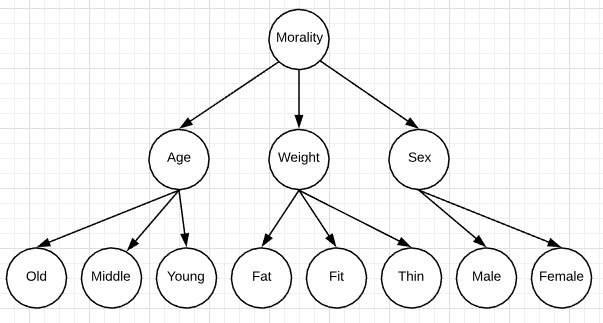 Morality
Age
Weight
Sex
Old
Middle
Young
Fat
Fit
Thin
Male
Female